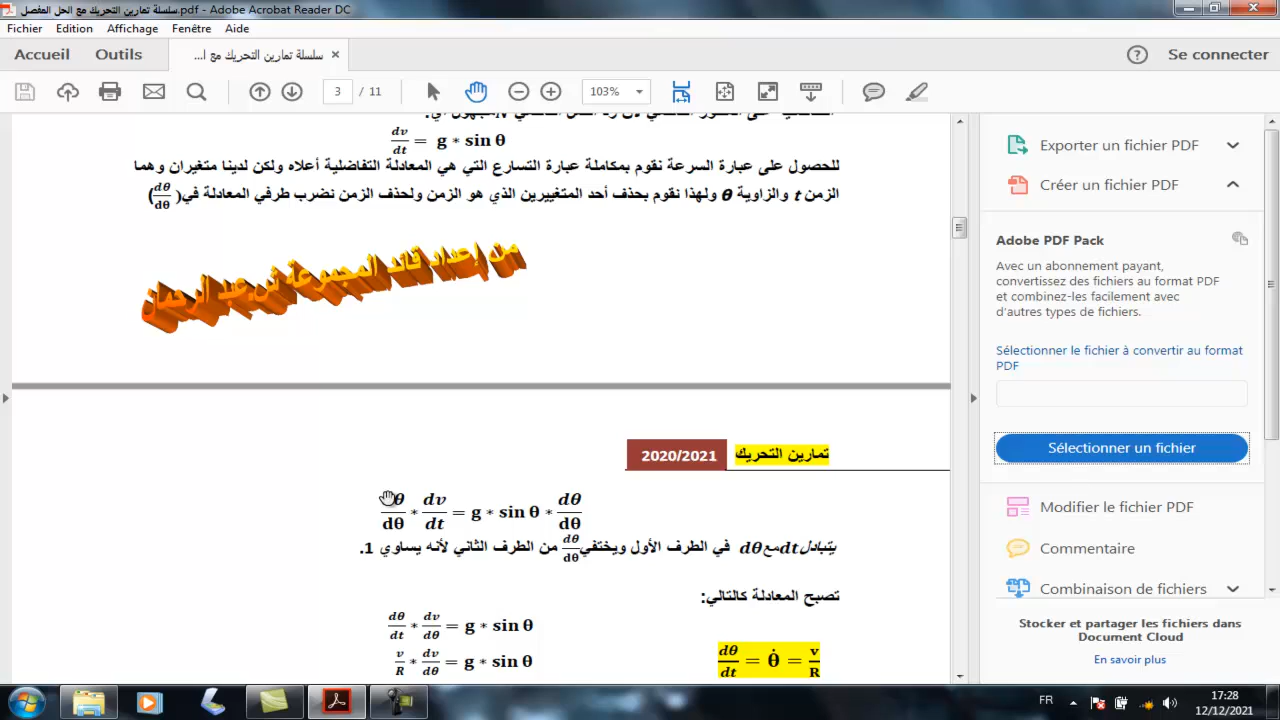 سلسلة تمارين التحريك مع الحل المفصل.pdf - Adobe Acrobat Reader DC
Fichier Edition Affichage Fenêtre Aide
Accueil Outils سلسلة تمارين التحريك مع ا... × ? Se connecter
3 / 11 103%
dv/dt = g * sin θ
للحصول على عبارة السرعة نقوم بمكاملة عبارة التسارع التي هي المعادلة التفاضلية أعلاه ولكن لدينا متغيران وهما
الزمن t والزاوية θ ولهذا نقوم بحذف أحد المتغييرين الذي هو الزمن ولحذف الزمن نضرب طرفي المعادلة في (dθ/dθ)
من إعداد قائد المجموعة ش.عبد الرحمان
تمارين التحريك 2020/2021
dθ/dθ * dv/dt = g * sin θ * dθ/dθ
يتبادل dt مع dθ في الطرف الأول ويختفي dθ/dθ من الطرف الثاني لأنه يساوي 1.
تصبح المعادلة كالتالي:
dθ/dt * dv/dθ = g * sin θ
v/R * dv/dθ = g * sin θ
dθ/dt = θ̇ = v/R
Exporter un fichier PDF
Créer un fichier PDF
Adobe PDF Pack
Avec un abonnement payant,
convertissez des fichiers au format PDF
et combinez-les facilement avec
d'autres types de fichiers.
Sélectionner le fichier à convertir au format
PDF
Sélectionner un fichier
Modifier le fichier PDF
Commentaire
Combinaison de fichiers
Stocker et partager les fichiers dans
Document Cloud
En savoir plus
FR
17:28
12/12/2021